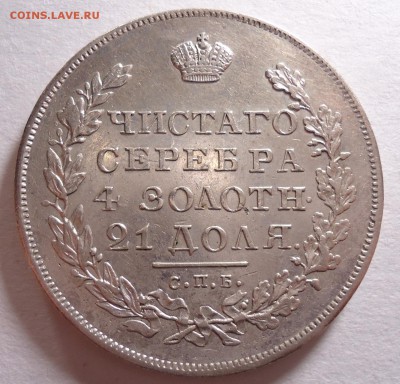 COINS.LAVE.RU
ЧИСТАГО
СЕРЕБРА
4 ЗОЛОТН.
21 ДОЛЯ.
С.П.Б.